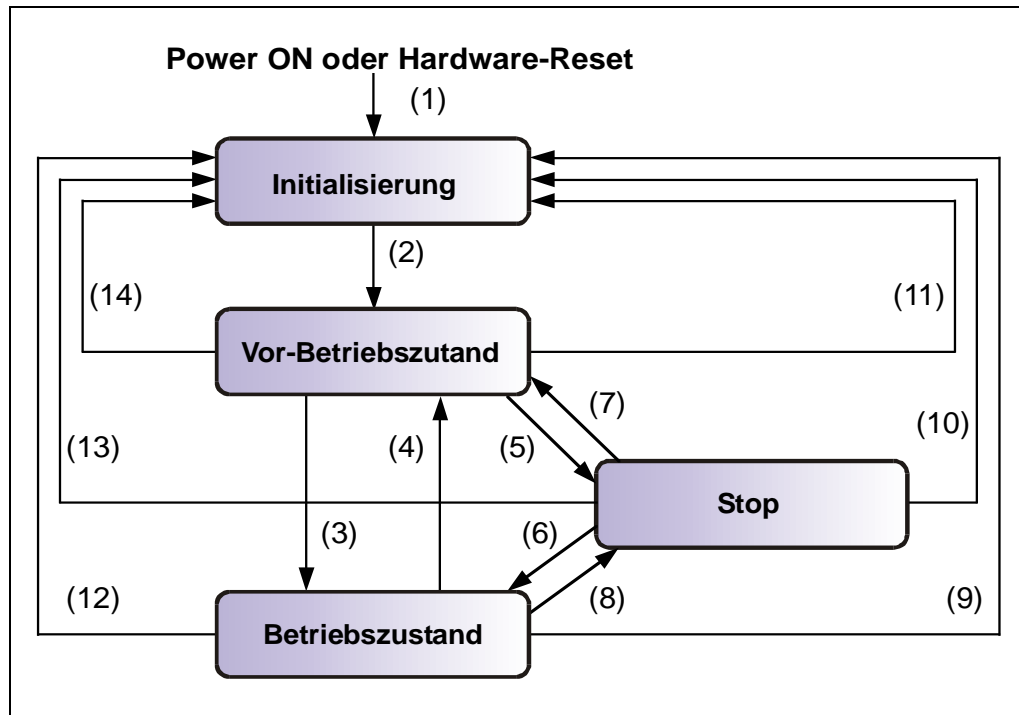 Power ON oder Hardware-Reset
(1)
Initialisierung
(2)
(14)
(11)
Vor-Betriebszutand
(7)
(10)
(13)
(4)
(5)
Stop
(3)
(6)
(12)
(8)
(9)
Betriebszustand